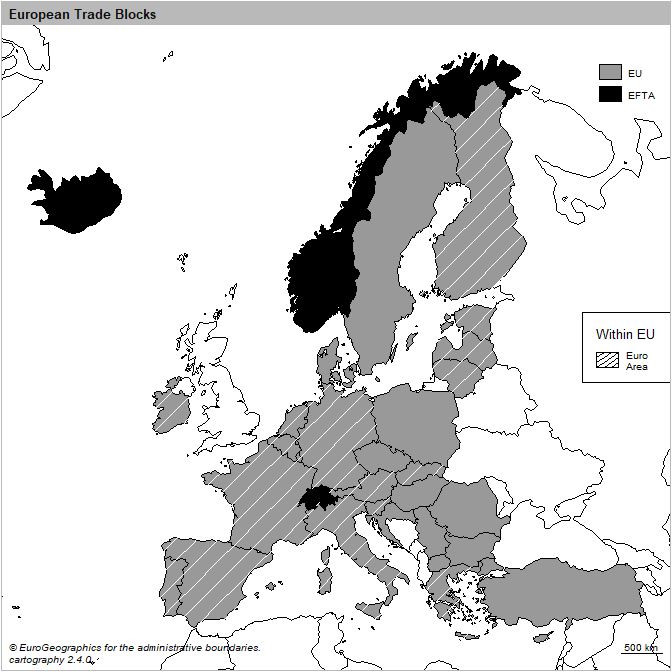 European Trade Blocks
EU
EFTA
Within EU
Euro
Area
© EuroGeographics for the administrative boundaries.
cartography 2.4.0
500 km